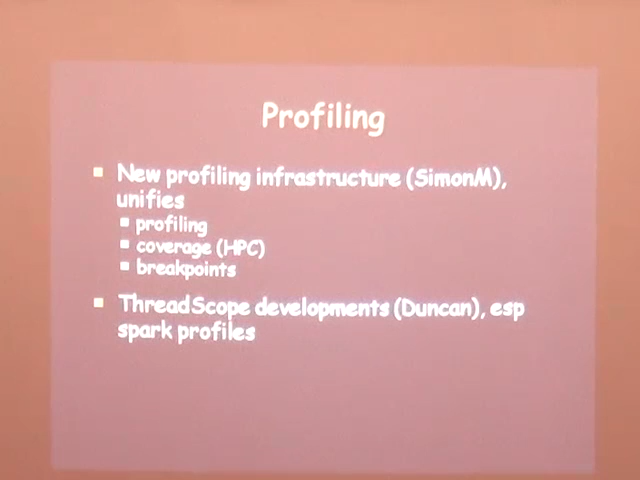 Profiling
New profiling infrastructure (SimonM),
unifies
profiling
coverage (HPC)
breakpoints
ThreadScope developments (Duncan), esp
spark profiles